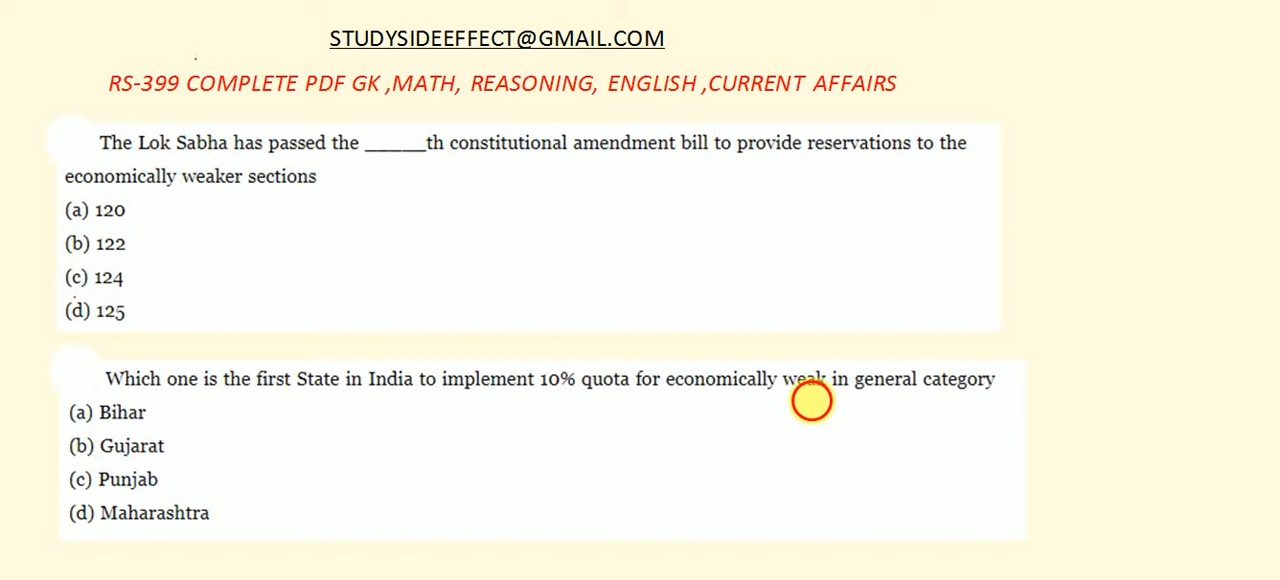 STUDYSIDEEFFECT@GMAIL.COM
RS-399 COMPLETE PDF GK ,MATH, REASONING, ENGLISH ,CURRENT AFFAIRS
The Lok Sabha has passed the ______th constitutional amendment bill to provide reservations to the
economically weaker sections
(a) 120
(b) 122
(c) 124
(d) 125
Which one is the first State in India to implement 10% quota for economically weak in general category
(a) Bihar
(b) Gujarat
(c) Punjab
(d) Maharashtra